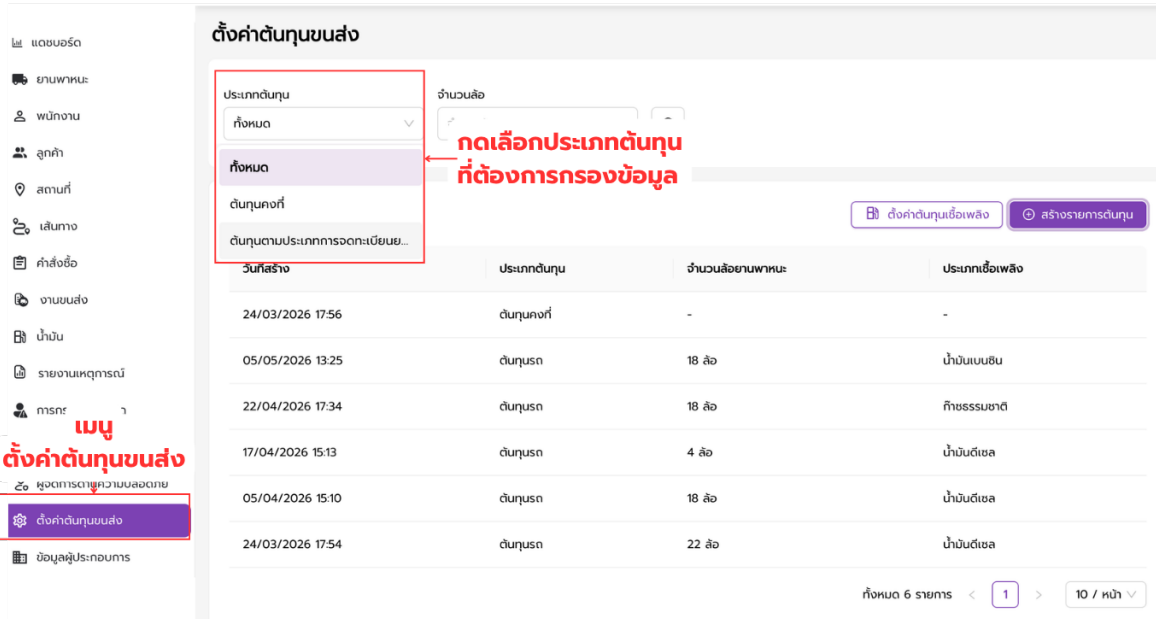 ตั้งค่าต้นทุนขนส่ง
แดชบอร์ด
ยานพาหนะ
พนักงาน
ลูกค้า
สถานที่
เส้นทาง
คำสั่งซื้อ
งานขนส่ง
น้ำมัน
รายงานเหตุการณ์
เมนู
ตั้งค่าต้นทุนขนส่ง
ผู้จัดการด้านความปลอดภัย
ตั้งค่าต้นทุนขนส่ง
ข้อมูลผู้ประกอบการ
ประเภทต้นทุน
จำนวนล้อ
ทั้งหมด
ทั้งหมด
ต้นทุนคงที่
ต้นทุนตามประเภทการจดทะเบียนย...
กดเลือกประเภทต้นทุน
ที่ต้องการกรองข้อมูล
ตั้งค่าต้นทุนเชื้อเพลิง
สร้างรายการต้นทุน
วันที่สร้าง ประเภทต้นทุน จำนวนล้อยานพาหนะ ประเภทเชื้อเพลิง
24/03/2026 17:56 ต้นทุนคงที่ - -
05/05/2026 13:25 ต้นทุนรถ 18 ล้อ น้ำมันเบนซิน
22/04/2026 17:34 ต้นทุนรถ 18 ล้อ ก๊าซธรรมชาติ
17/04/2026 15:13 ต้นทุนรถ 4 ล้อ น้ำมันดีเซล
05/04/2026 15:10 ต้นทุนรถ 18 ล้อ น้ำมันดีเซล
24/03/2026 17:54 ต้นทุนรถ 22 ล้อ น้ำมันดีเซล
ทั้งหมด 6 รายการ < 1 > 10 / หน้า